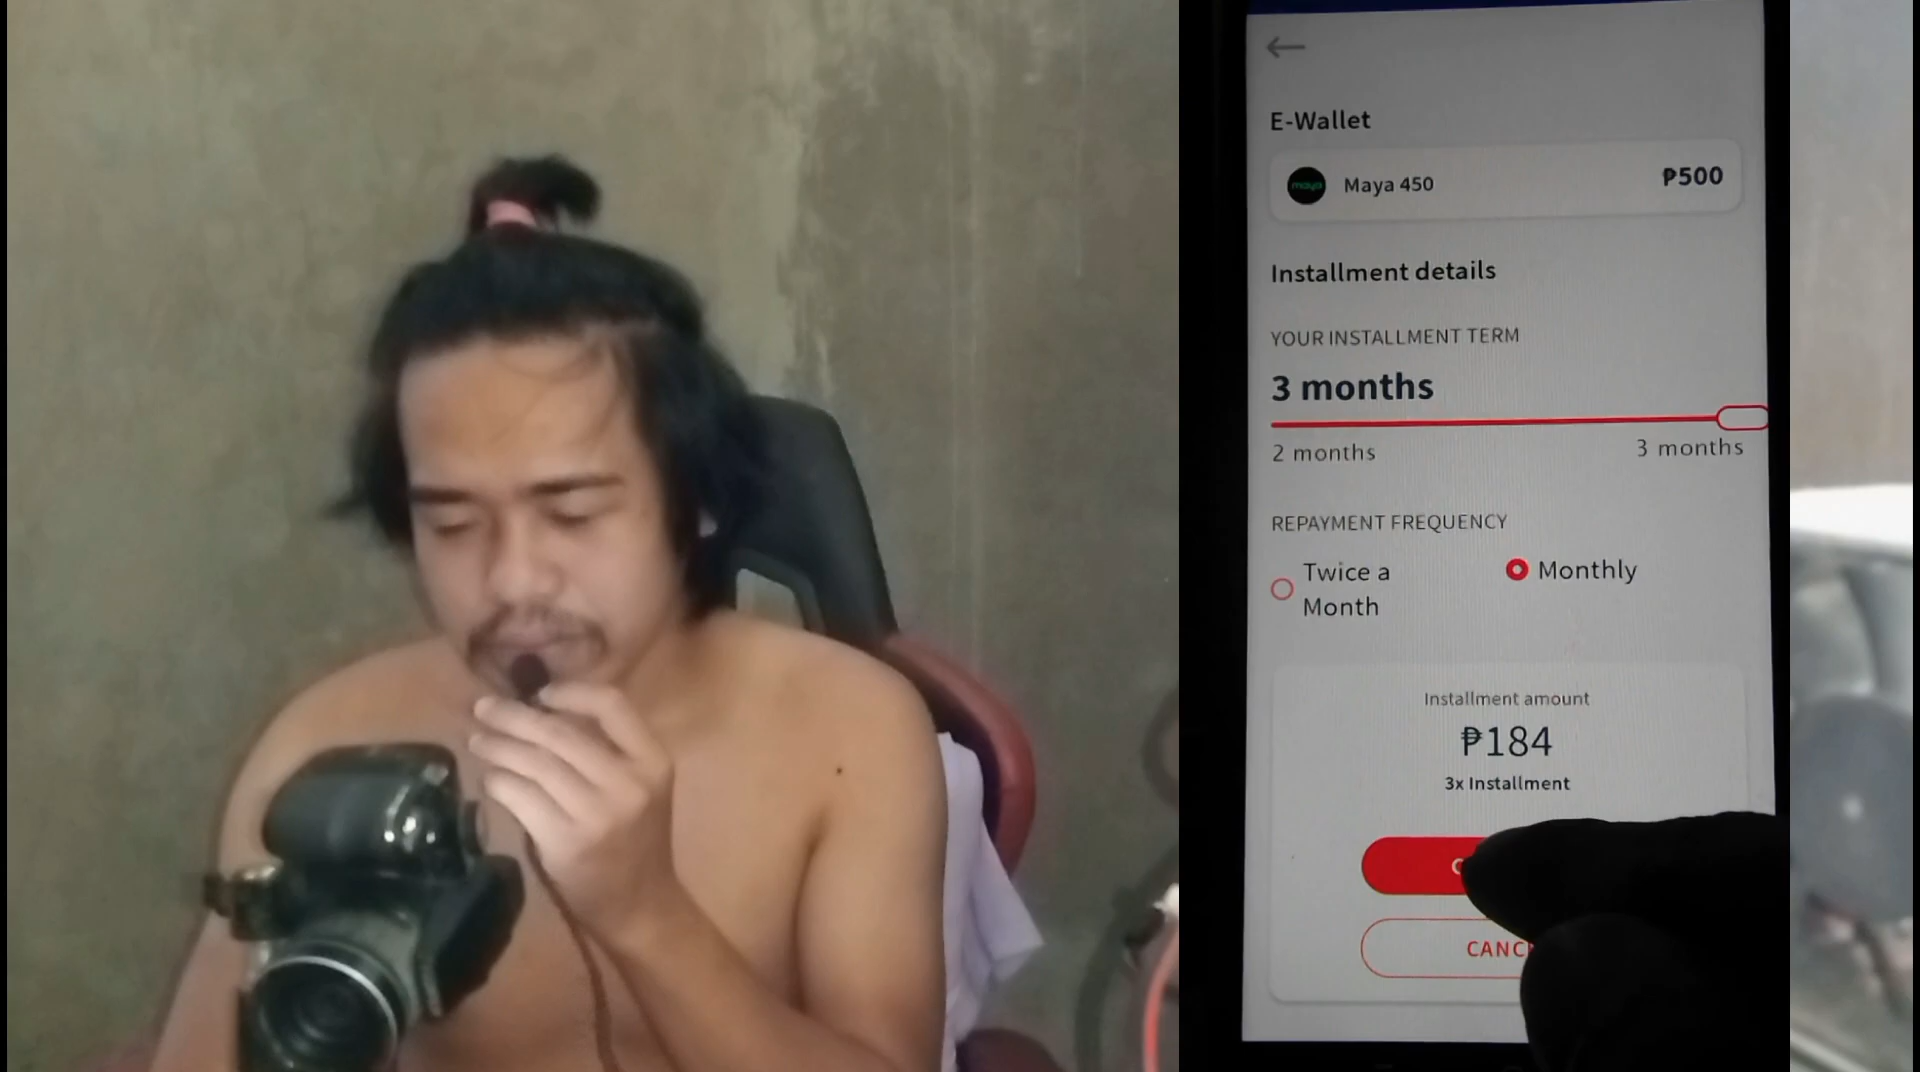 E-Wallet
maya
Maya 450
₱500
Installment details
YOUR INSTALLMENT TERM
3 months
2 months
3 months
REPAYMENT FREQUENCY
Twice a
Month
Monthly
Installment amount
₱184
3x Installment